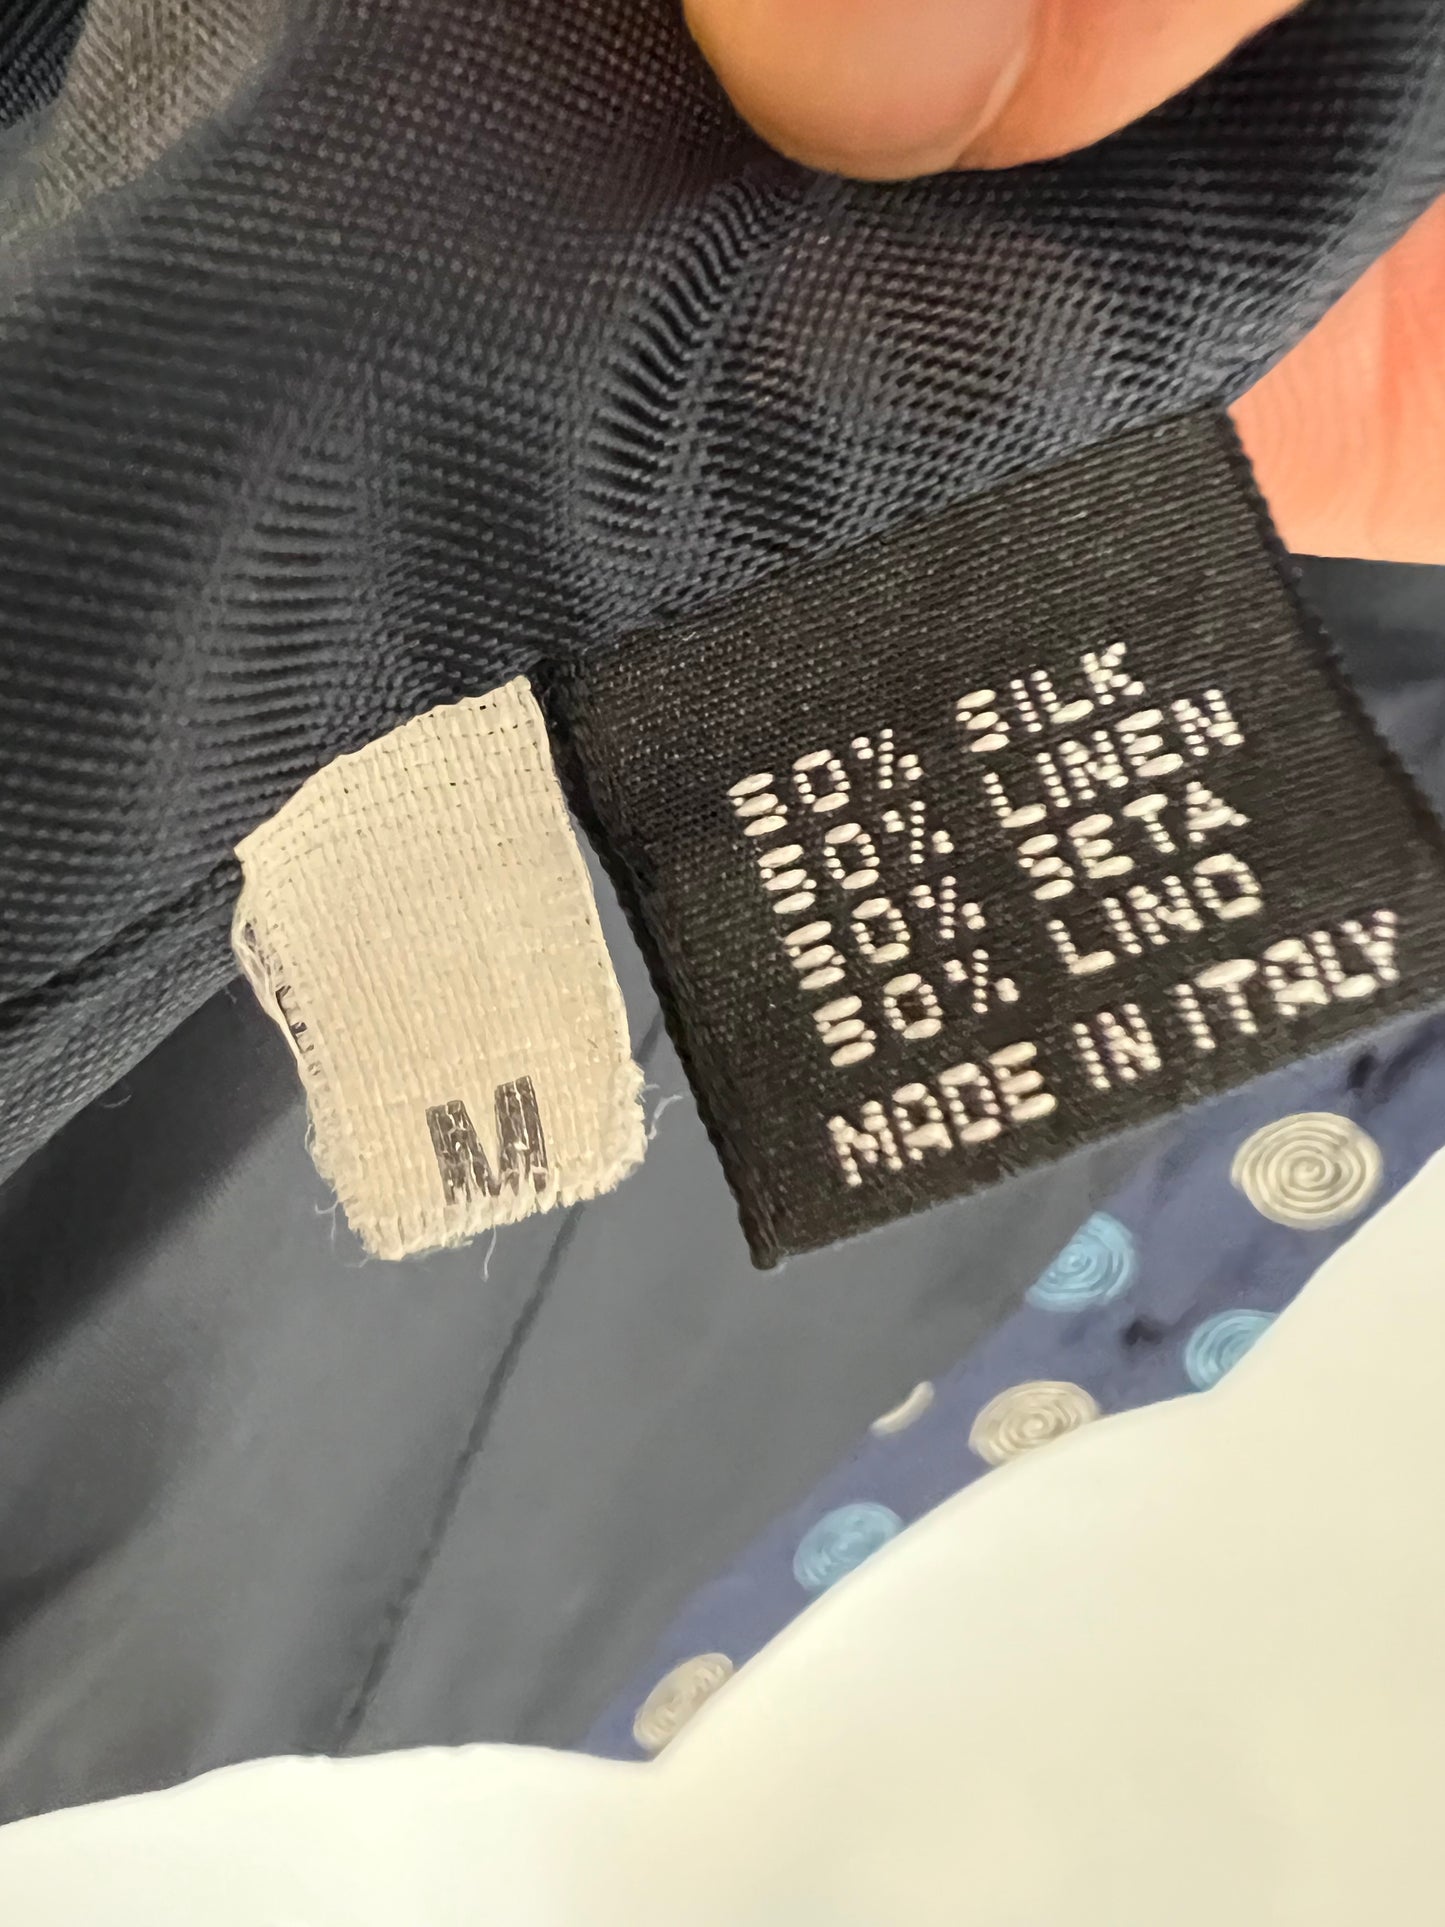 M
50% SILK
50% LINEN
50% SETA
50% LINO
MADE IN ITALY